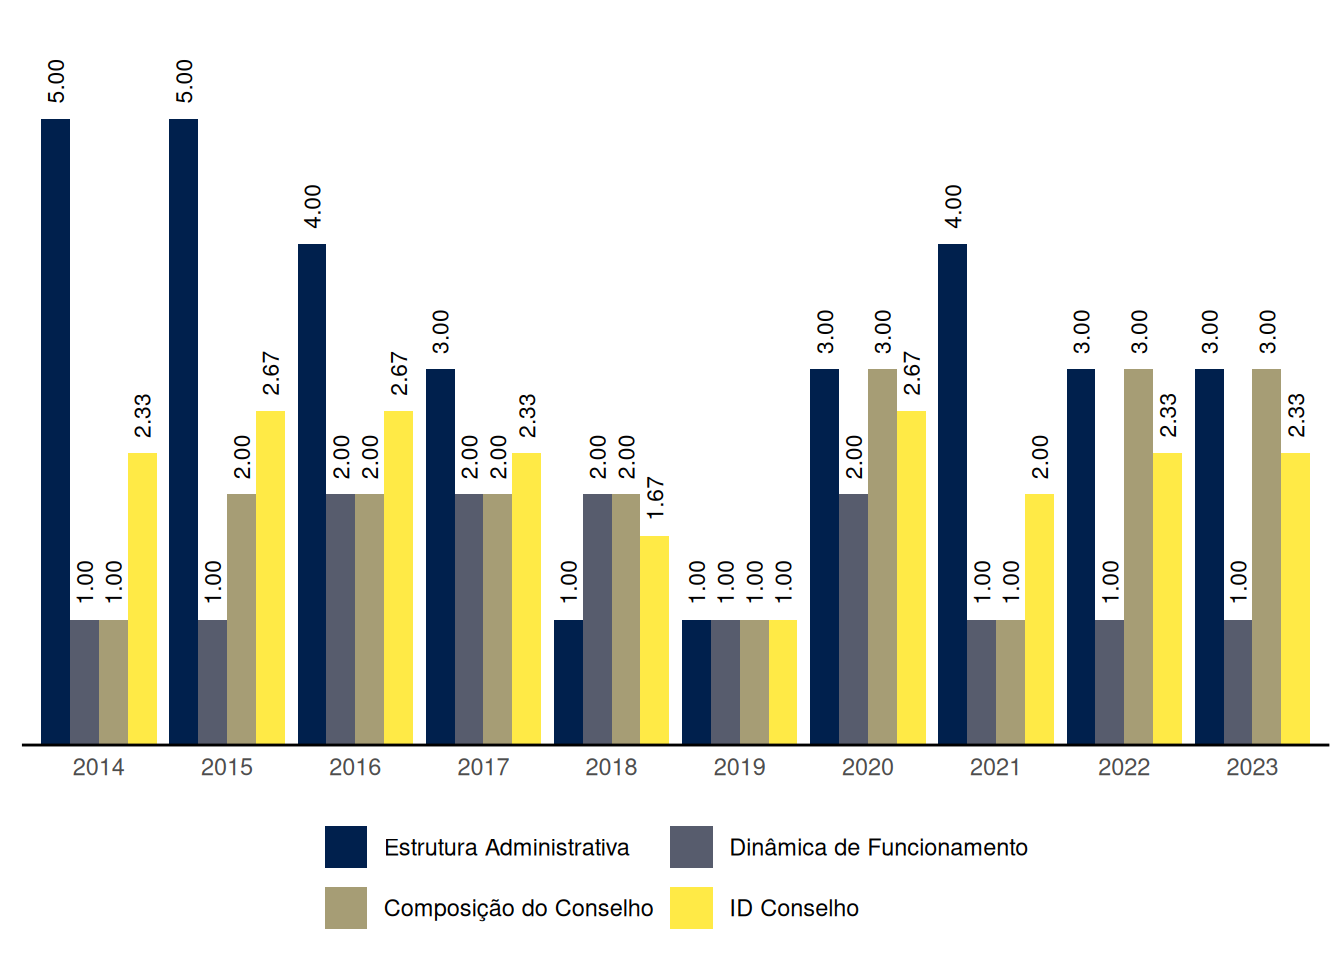 5.00 1.00 1.00 2.33
5.00 1.00 2.00 2.67
4.00 2.00 2.00 2.67
3.00 2.00 2.00 2.33
1.00 2.00 2.00 1.67
1.00 1.00 1.00 1.00
3.00 2.00 3.00 2.67
4.00 1.00 1.00 2.00
3.00 1.00 3.00 2.33
3.00 1.00 3.00 2.33
2014 2015 2016 2017 2018 2019 2020 2021 2022 2023
Estrutura Administrativa Dinâmica de Funcionamento
Composição do Conselho ID Conselho